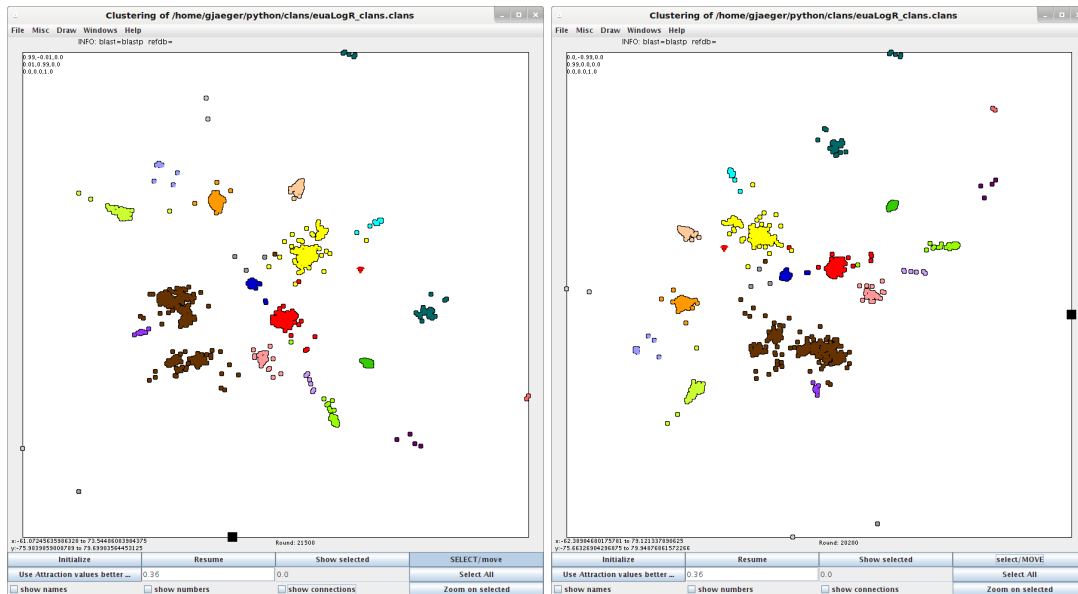 Clustering of /home/gjaeger/python/clans/euaLogR_clans.clans
File Misc Draw Windows Help
INFO: blast=blastp refdb=
0.99,-0.01,0.0
0.01,0.99,0.0
0.0,0.0,1.0
x:-61.07245635986328 to 73.54486083984375
y:-75.9839859008789 to 79.69903564453125
Round: 21500
Initialize Resume Show selected SELECT/move
Use Attraction values better ... 0.36 0.0 Select All
show names show numbers show connections Zoom on selected
Clustering of /home/gjaeger/python/clans/euaLogR_clans.clans
File Misc Draw Windows Help
INFO: blast=blastp refdb=
0.0,-0.99,0.0
0.99,0.0,0.0
0.0,0.0,1.0
x:-62.38984680175781 to 79.121337890625
y:-75.66326904296875 to 79.94876861572266
Round: 20280
Initialize Resume Show selected select/MOVE
Use Attraction values better ... 0.36 0.0 Select All
show names show numbers show connections Zoom on selected